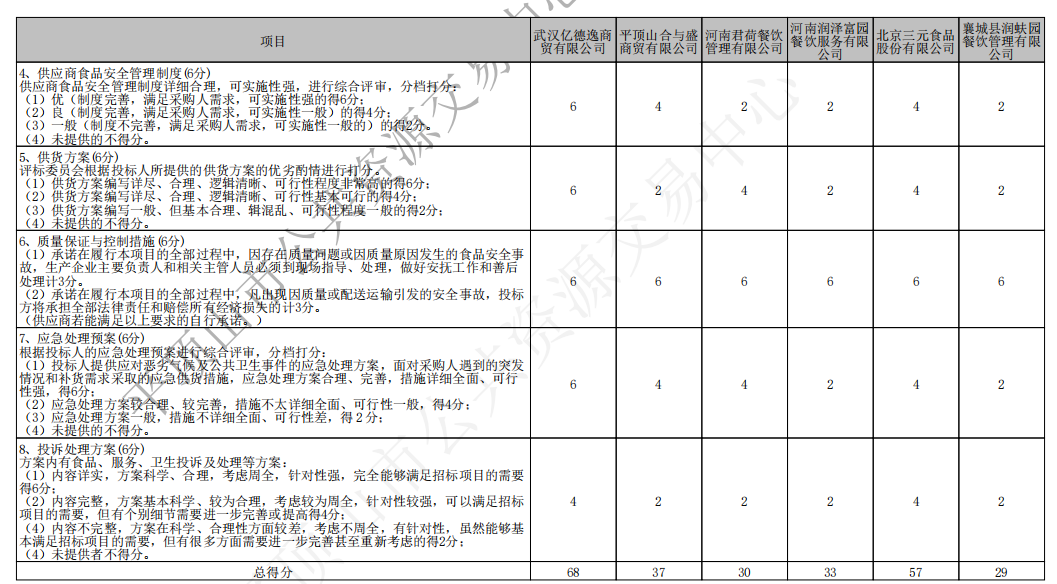 项目
武汉亿德逸商
贸有限公司
平顶山合与盛
商贸有限公司
河南君荷餐饮
管理有限公司
河南润泽富园
餐饮服务有限
公司
北京三元食品
股份有限公司
襄城县润蚨园
餐饮管理有限
公司
4、供应商食品安全管理制度(6分)
供应商食品安全管理制度详细合理，可实施性强，进行综合评审，分档打分：
（1）优（制度完善，满足采购人需求，可实施性强的得6分；
（2）良（制度完善，满足采购人需求，可实施性一般）的得4分；
（3）一般（制度不完善，满足采购人需求，可实施性一般的）的得2分。
（4）未提供的不得分。
6 4 2 2 4 2
5、供货方案(6分)
评标委员会根据投标人所提供的供货方案的优劣酌情进行打分。
（1）供货方案编写详尽、合理、逻辑清晰、可行性程度非常高的得6分；
（2）供货方案编写详尽、合理、逻辑清晰、可行性基本可行的得4分；
（3）供货方案编写一般、但基本合理、辑混乱、可行性程度一般的得2分；
（4）未提供的不得分。
6 2 4 2 4 2
6、质量保证与控制措施(6分)
（1）承诺在履行本项目的全部过程中，因存在质量问题或因质量原因发生的食品安全事
故，生产企业主要负责人和相关主管人员必须到现场指导、处理，做好安抚工作和善后
处理计3分。
（2）承诺在履行本项目的全部过程中，凡出现因质量或配送运输引发的安全事故，投标
方将承担全部法律责任和赔偿所有经济损失的计3分。
（供应商若能满足以上要求的自行承诺。）
6 6 6 6 6 6
7、应急处理预案(6分)
根据投标人的应急处理预案进行综合评审，分档打分：
（1）投标人提供应对恶劣气候及公共卫生事件的应急处理方案，面对采购人遇到的突发
情况和补货需求采取的应急供货措施，应急处理方案合理、完善，措施详细全面、可行
性强，得6分；
（2）应急处理方案较合理、较完善，措施不太详细全面、可行性一般，得4分；
（3）应急处理方案一般，措施不详细全面、可行性差，得２分；
（4）未提供的不得分。
6 4 4 2 4 2
8、投诉处理方案(6分)
方案内有食品、服务、卫生投诉及处理等方案：
（1）内容详实，方案科学、合理，考虑周全，针对性强，完全能够满足招标项目的需要
得6分；
（2）内容完整，方案基本科学、较为合理，考虑较为周全，针对性较强，可以满足招标
项目的需要，但有个别细节需要进一步完善或提高得4分；
（4）内容不完整，方案在科学、合理性方面较差，考虑不周全，有针对性，虽然能够基
本满足招标项目的需要，但有很多方面需要进一步完善甚至重新考虑的得2分；
（4）未提供者不得分。
4 2 2 2 4 2
总得分 68 37 30 33 57 29
平顶山市公共资源交易中心
顶山市公共资源交易中心